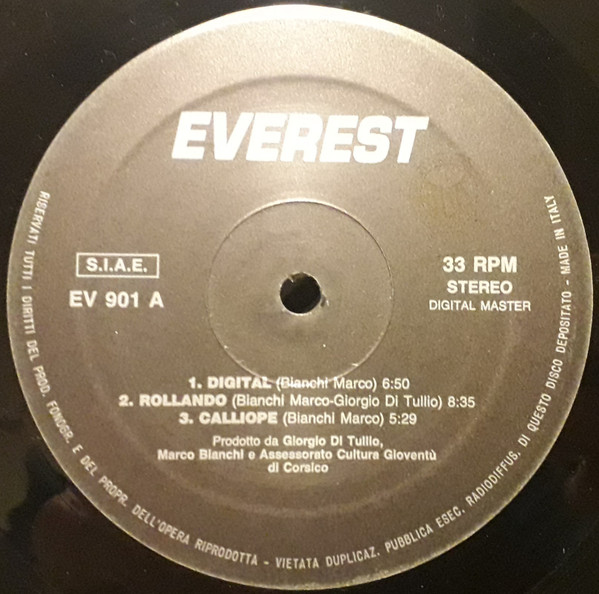 EVEREST
S.I.A.E.
EV 901 A
33 RPM
STEREO
DIGITAL MASTER
1. DIGITAL (Bianchi Marco) 6:50
2. ROLLANDO (Bianchi Marco-Giorgio Di Tullio) 8:35
3. CALLIOPE (Bianchi Marco) 5:29
Prodotto da Giorgio Di Tullio,
Marco Bianchi e Assessorato Cultura Gioventù
di Corsico
RISERVATI TUTTI I DIRITTI DEL PROD. FONOGR. E DEL PROPR. DELL'OPERA RIPRODOTTA - VIETATA DUPLICAZ. PUBBLICA ESEC. RADIODIFFUS. DI QUESTO DISCO DEPOSITATO - MADE IN ITALY